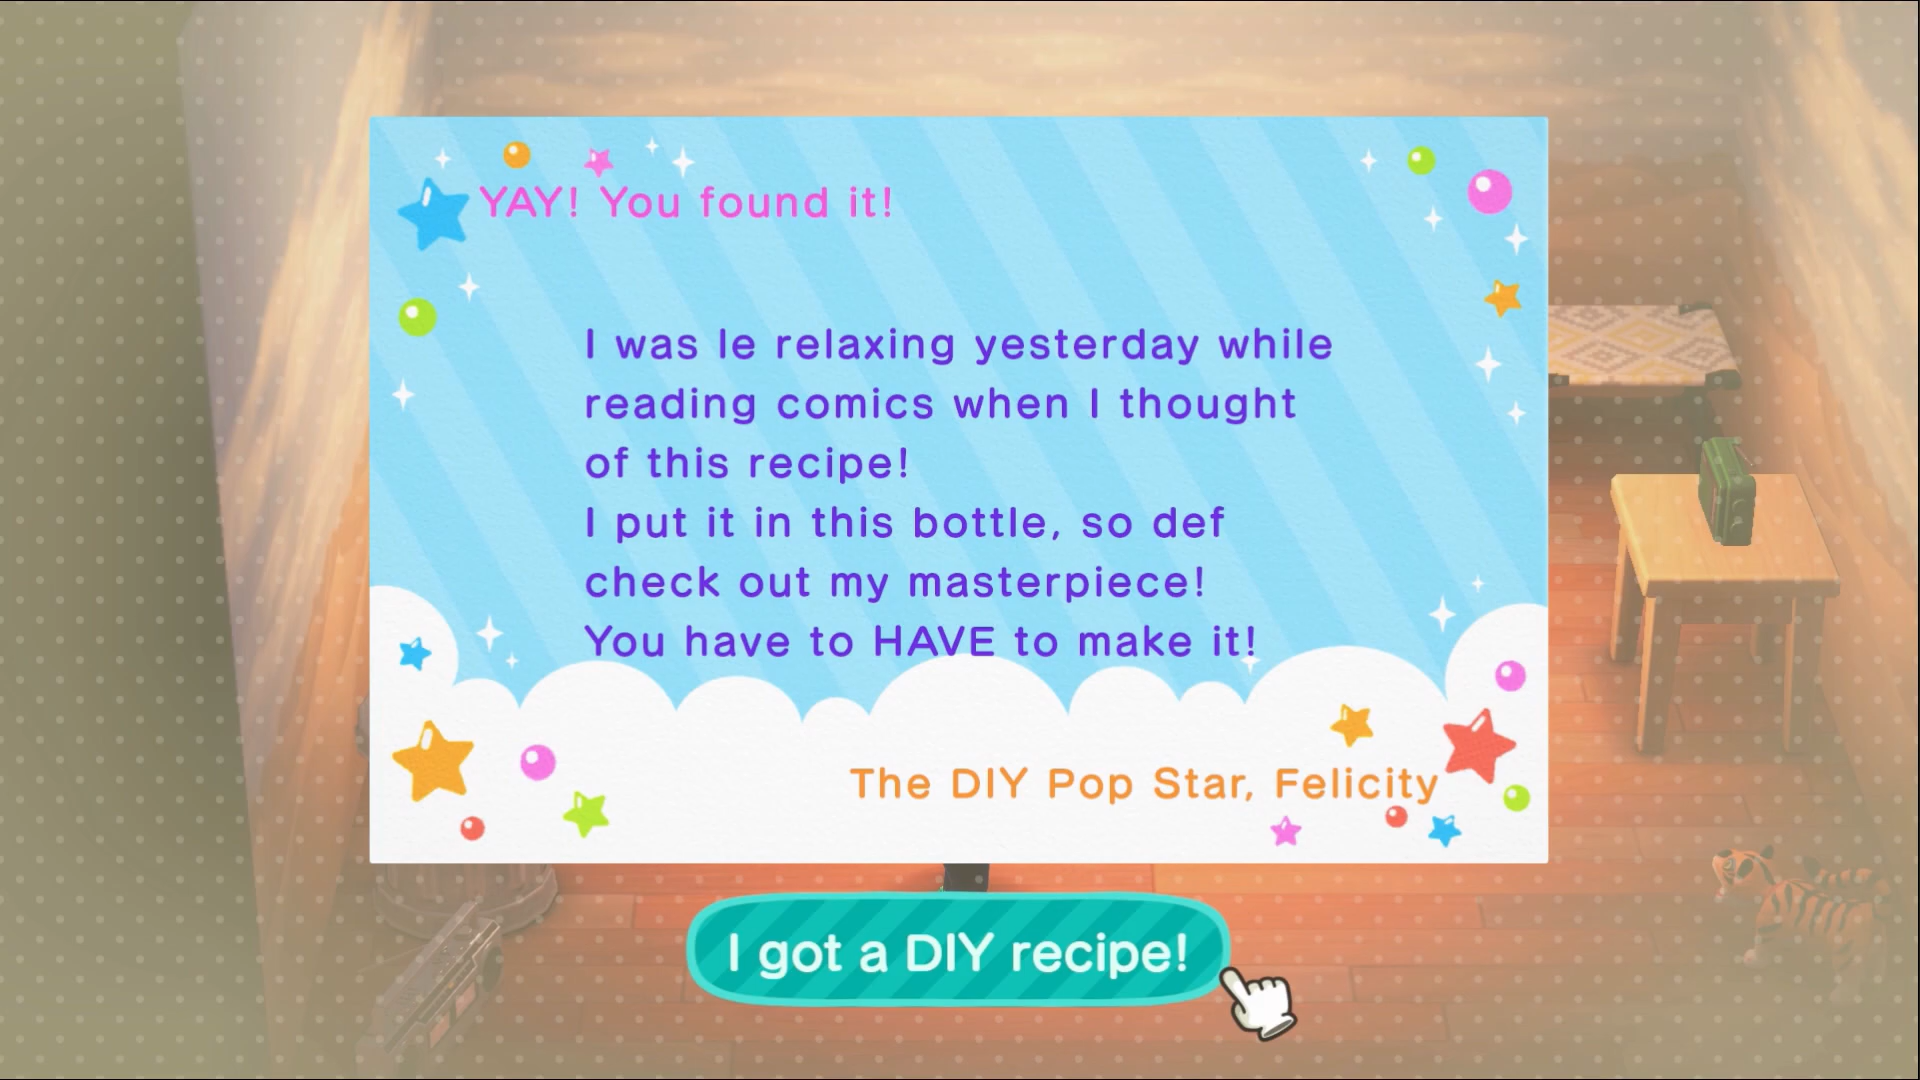 YAY! You found it!
I was le relaxing yesterday while
reading comics when I thought
of this recipe!
I put it in this bottle, so def
check out my masterpiece!
You have to HAVE to make it!
The DIY Pop Star, Felicity
I got a DIY recipe!